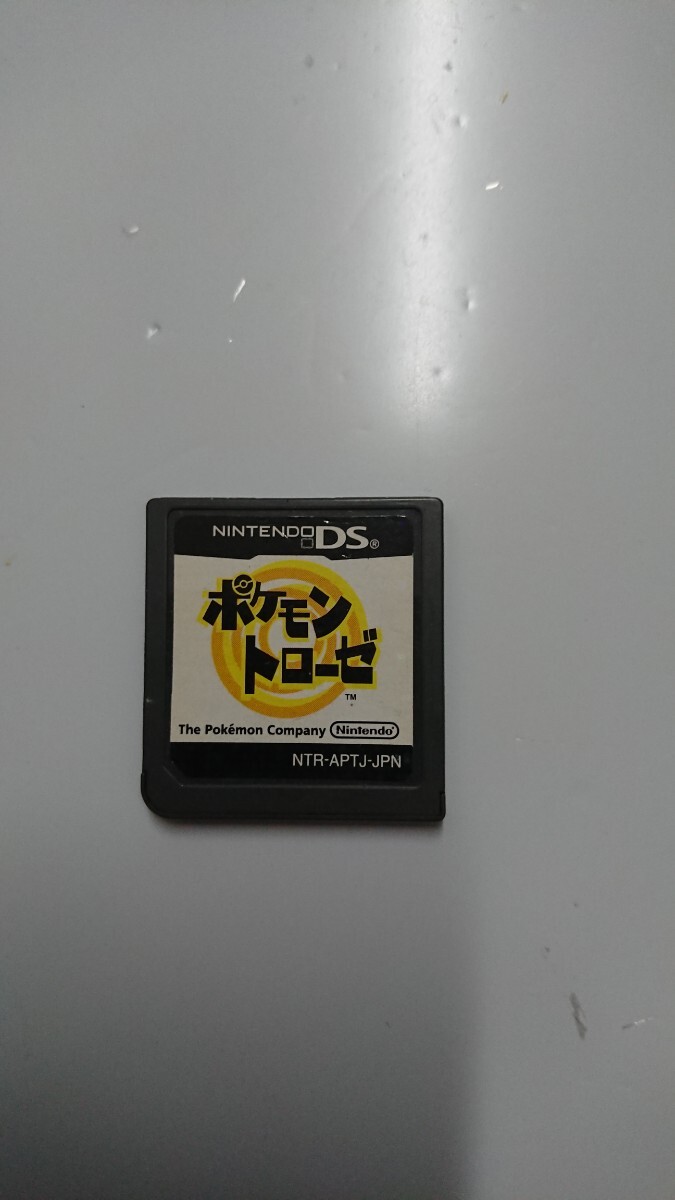 NINTENDO DS®
ポケモン
トローゼ
TM
The Pokémon Company Nintendo®
NTR-APTJ-JPN